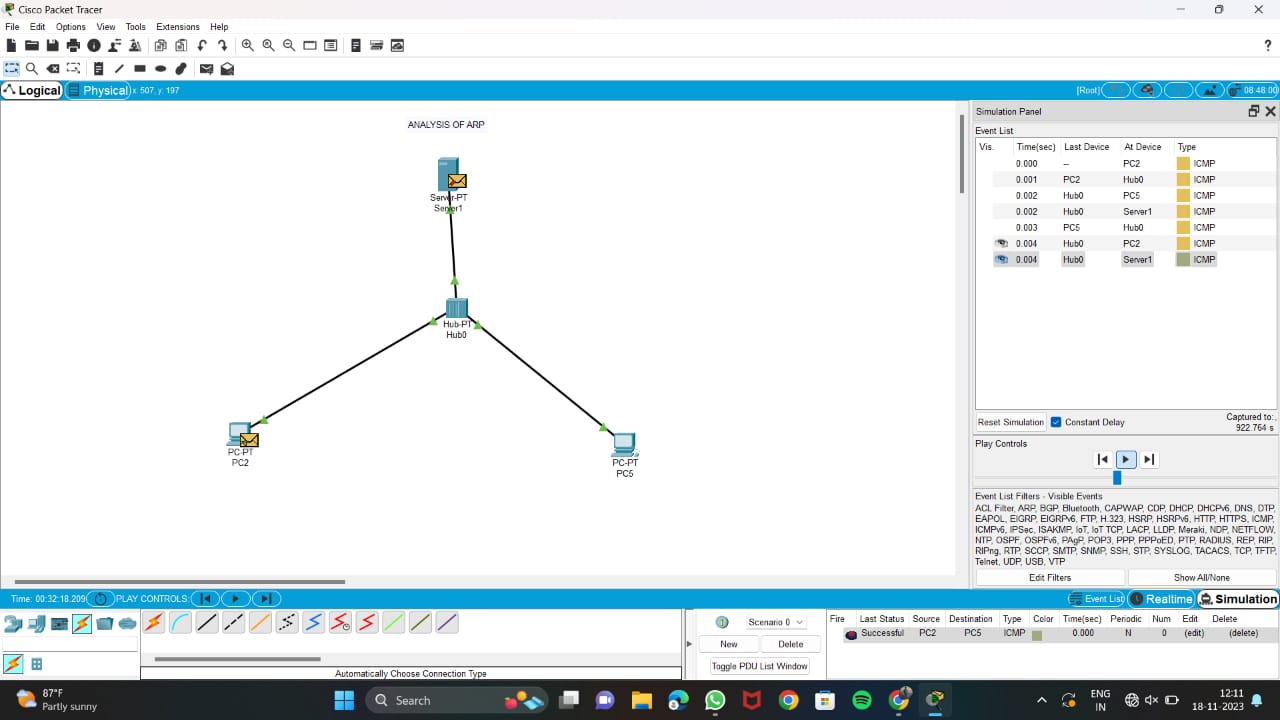 Cisco Packet Tracer
File Edit Options View Tools Extensions Help
?
Logical Physical x: 507, y: 197 [Root] 08:48:00
ANALYSIS OF ARP
Server-PT
Server1
Hub-PT
Hub0
PC-PT
PC2
PC-PT
PC5
Simulation Panel
Event List
Vis. Time(sec) Last Device At Device Type
0.000 -- PC2 ICMP
0.001 PC2 Hub0 ICMP
0.002 Hub0 PC5 ICMP
0.002 Hub0 Server1 ICMP
0.003 PC5 Hub0 ICMP
0.004 Hub0 PC2 ICMP
0.004 Hub0 Server1 ICMP
Reset Simulation Constant Delay Captured to:
922.764 s
Play Controls
Event List Filters - Visible Events
ACL Filter, ARP, BGP, Bluetooth, CAPWAP, CDP, DHCP, DHCPv6, DNS, DTP,
EAPOL, EIGRP, EIGRPv6, FTP, H.323, HSRP, HSRPv6, HTTP, HTTPS, ICMP,
ICMPv6, IPSec, ISAKMP, IoT, IoT TCP, LACP, LLDP, Meraki, NDP, NETFLOW,
NTP, OSPF, OSPFv6, PAgP, POP3, PPP, PPPoED, PTP, RADIUS, REP, RIP,
RIPng, RTP, SCCP, SMTP, SNMP, SSH, STP, SYSLOG, TACACS, TCP, TFTP,
Telnet, UDP, USB, VTP
Edit Filters Show All/None
Time: 00:32:18.209 PLAY CONTROLS: Event List Realtime Simulation
Automatically Choose Connection Type
Scenario 0
New Delete
Toggle PDU List Window
Fire Last Status Source Destination Type Color Time(sec) Periodic Num Edit Delete
Successful PC2 PC5 ICMP 0.000 N 0 (edit) (delete)
87°F
Partly sunny
Search
ENG
IN
12:11
18-11-2023